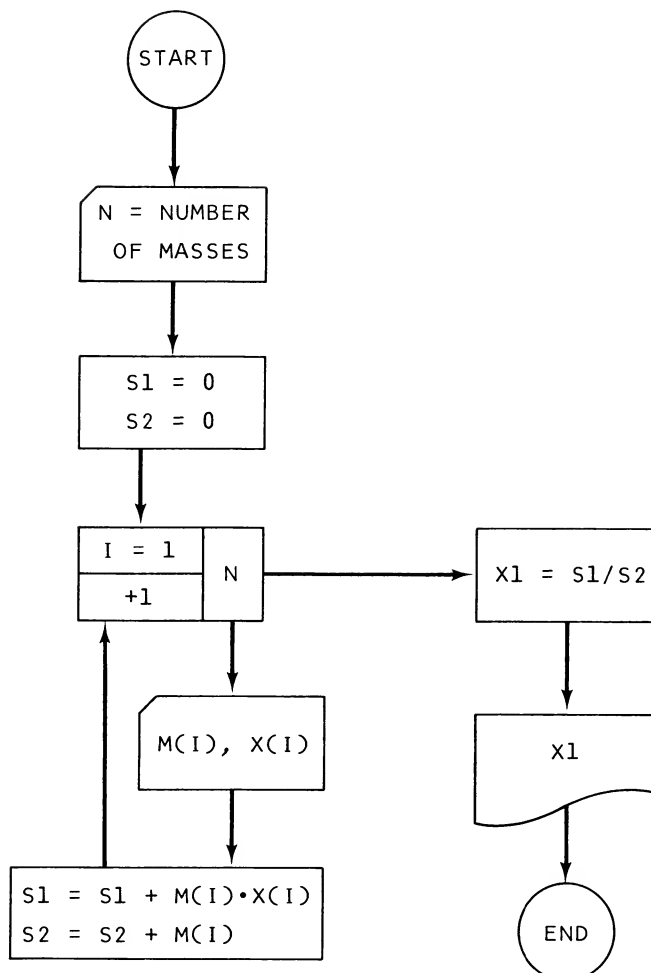 START
N = NUMBER
OF MASSES
S1 = 0
S2 = 0
I = 1
+1
N
M(I), X(I)
S1 = S1 + M(I)•X(I)
S2 = S2 + M(I)
X1 = S1/S2
X1
END